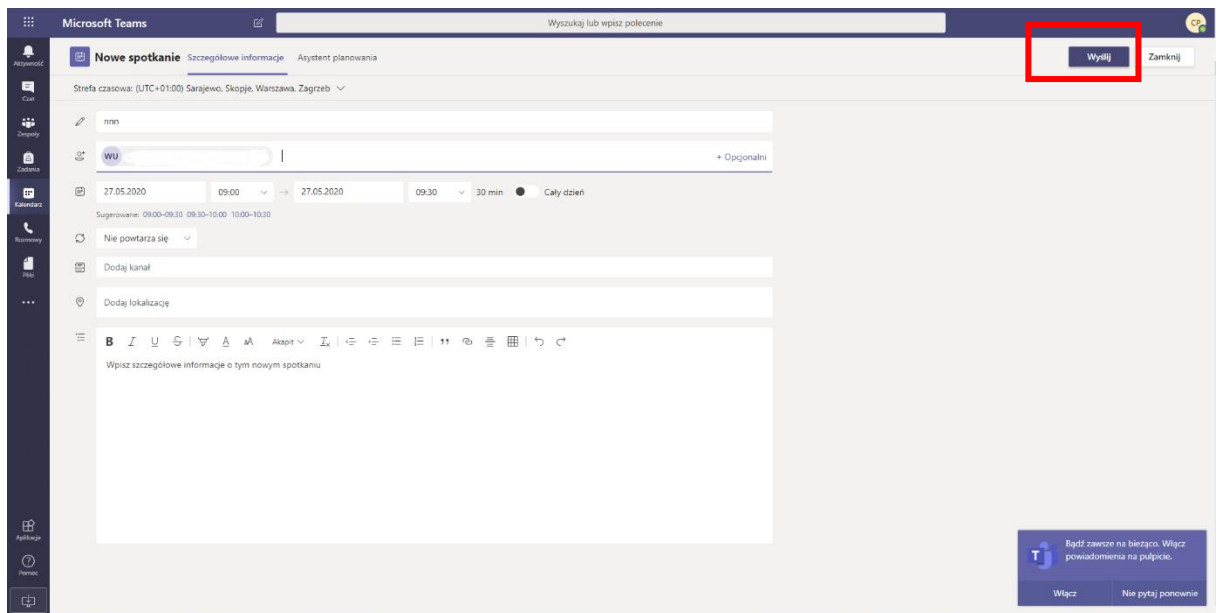 Microsoft Teams
Wyszukaj lub wpisz polecenie
CP
Aktywność
Nowe spotkanie Szczegółowe informacje Asystent planowania
Wyślij Zamknij
Czat
Strefa czasowa: (UTC+01:00) Sarajewo, Skopje, Warszawa, Zagrzeb
Zespoły
nnn
Zadania
WU
+ Opcjonalni
Kalendarz
27.05.2020 09:00 → 27.05.2020 09:30 30 min Cały dzień
Sugerowane: 09:00-09:30 09:30-10:00 10:00-10:30
Rozmowy
Nie powtarza się
Pliki
Dodaj kanał
Dodaj lokalizację
B I U S A AA Akapit
Wpisz szczegółowe informacje o tym nowym spotkaniu
Aplikacje
Pomoc
Bądź zawsze na bieżąco. Włącz
powiadomienia na pulpicie.
Włącz Nie pytaj ponownie